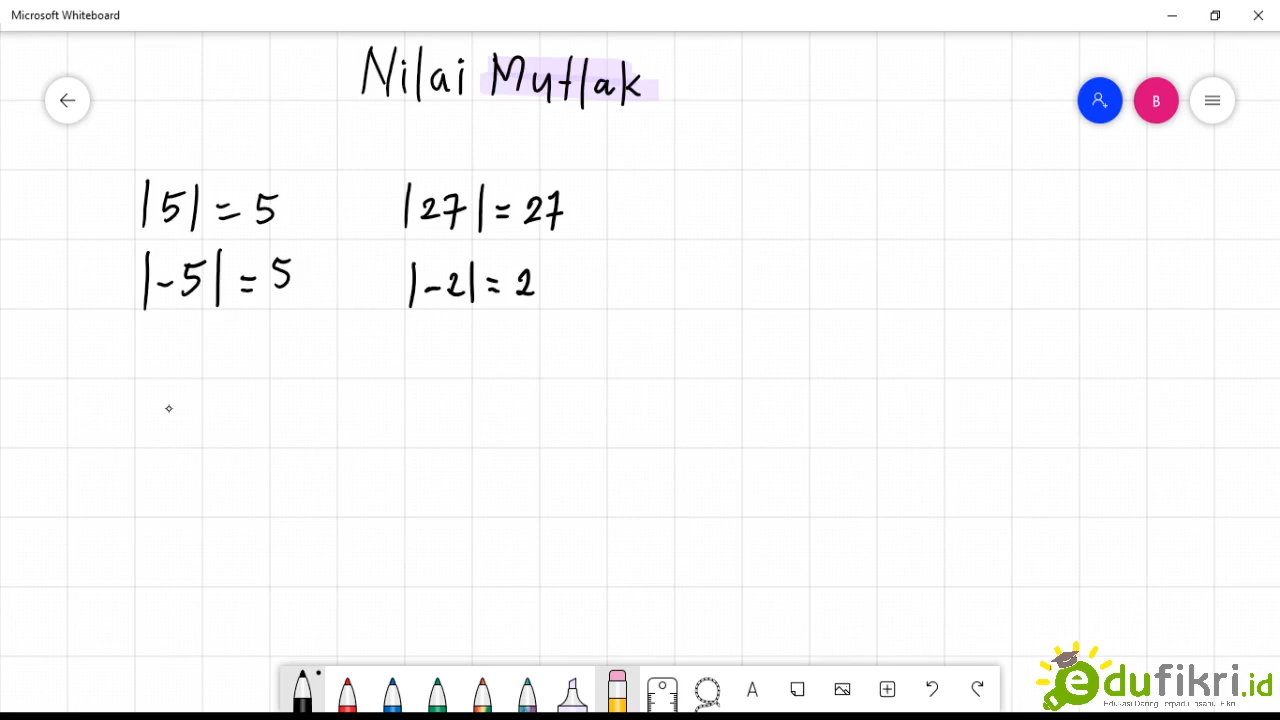 Microsoft Whiteboard
Nilai Mutlak
B
|5| = 5
|27| = 27
|-5| = 5
|-2| = 2
A
edufikri.id